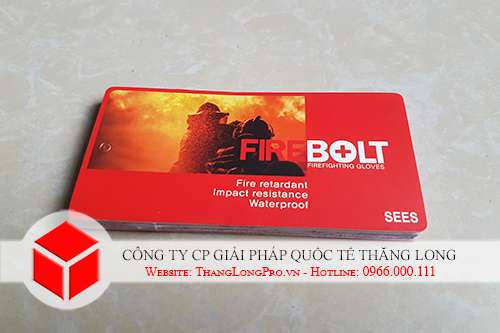 FIREBOLT
FIREFIGHTING GLOVES
Fire retardant
Impact resistance
Waterproof
SEES
CÔNG TY CP GIẢI PHÁP QUỐC TẾ THĂNG LONG
WEBSITE: THANGLONGPRO.VN - HOTLINE: 0966.000.111